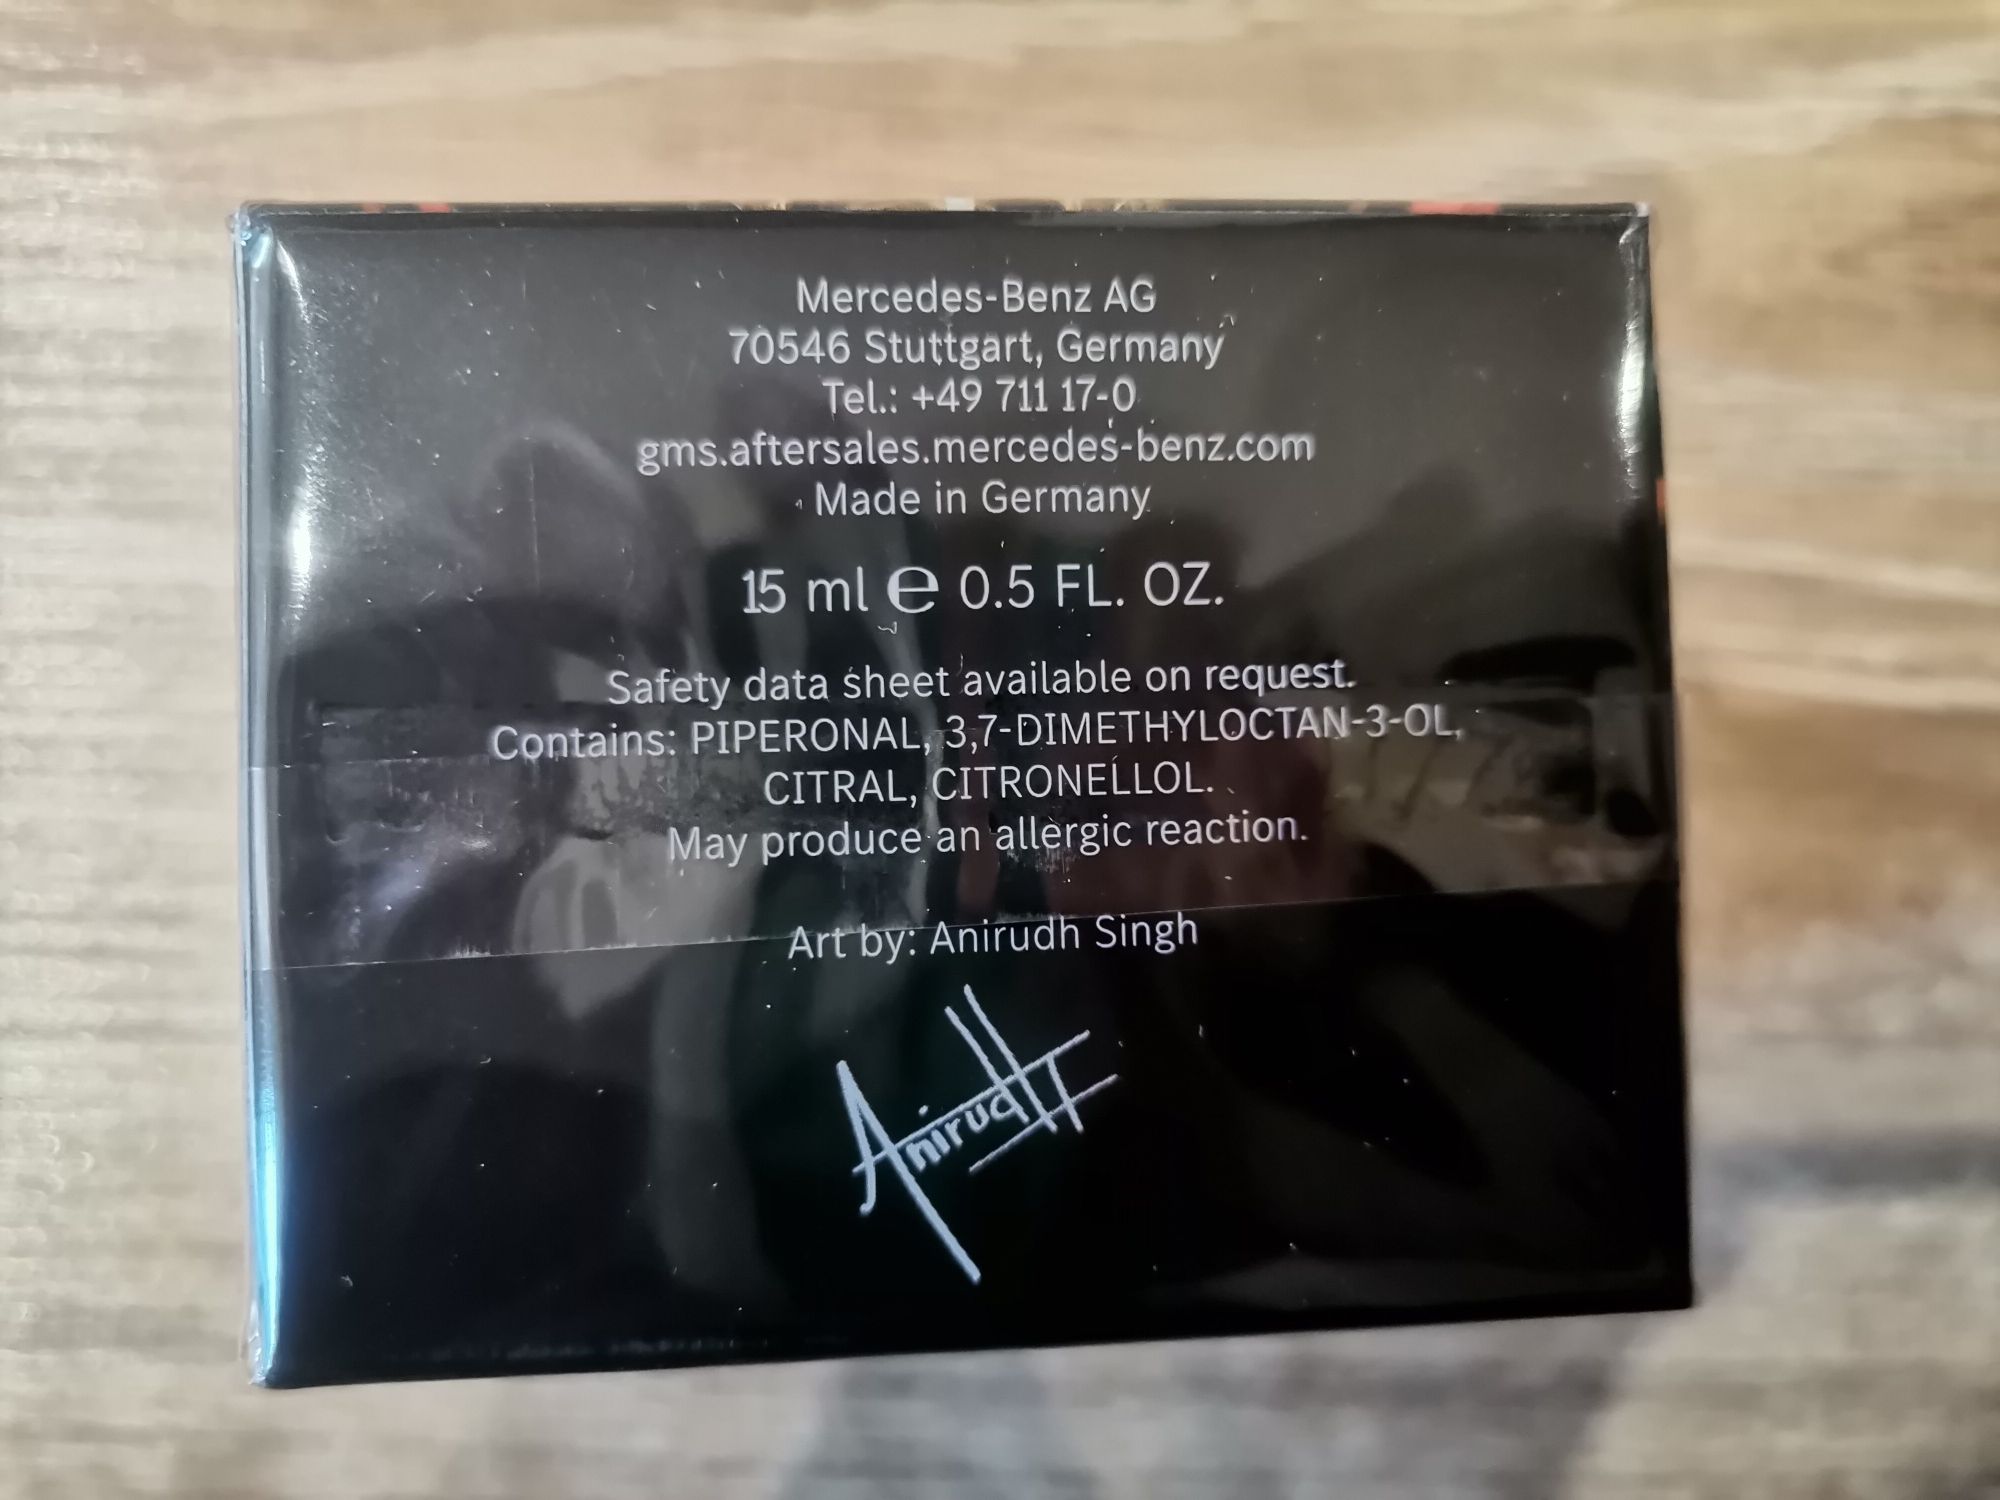 Mercedes-Benz AG
70546 Stuttgart, Germany
Tel.: +49 711 17-0
gms.aftersales.mercedes-benz.com
Made in Germany
15 ml ℮ 0.5 FL. OZ.
Safety data sheet available on request.
Contains: PIPERONAL, 3,7-DIMETHYLOCTAN-3-OL,
CITRAL, CITRONELLOL.
May produce an allergic reaction.
Art by: Anirudh Singh
Anirudh